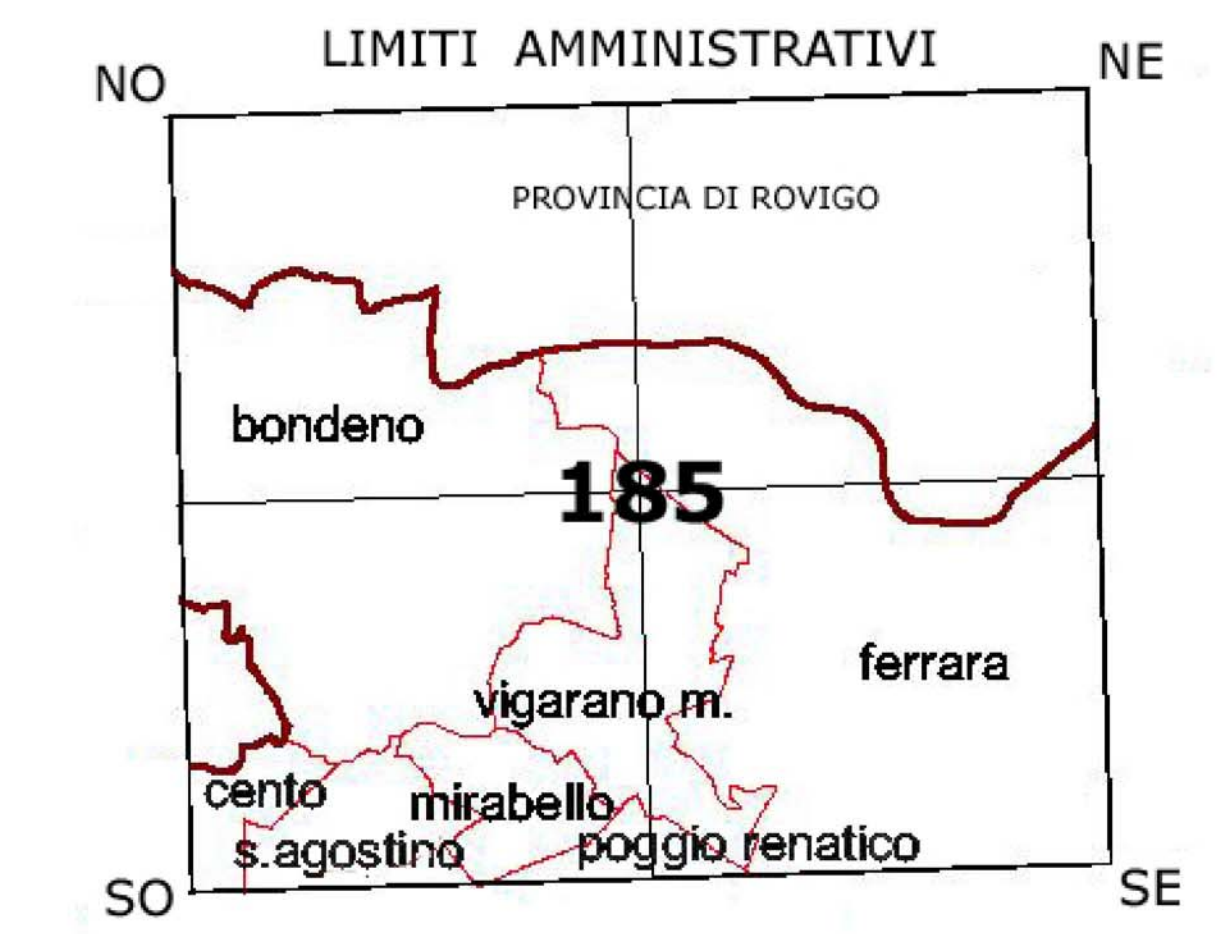 LIMITI AMMINISTRATIVI
NO
NE
PROVINCIA DI ROVIGO
bondeno
185
ferrara
vigarano m.
cento
mirabello
s.agostino
poggio renatico
SO
SE